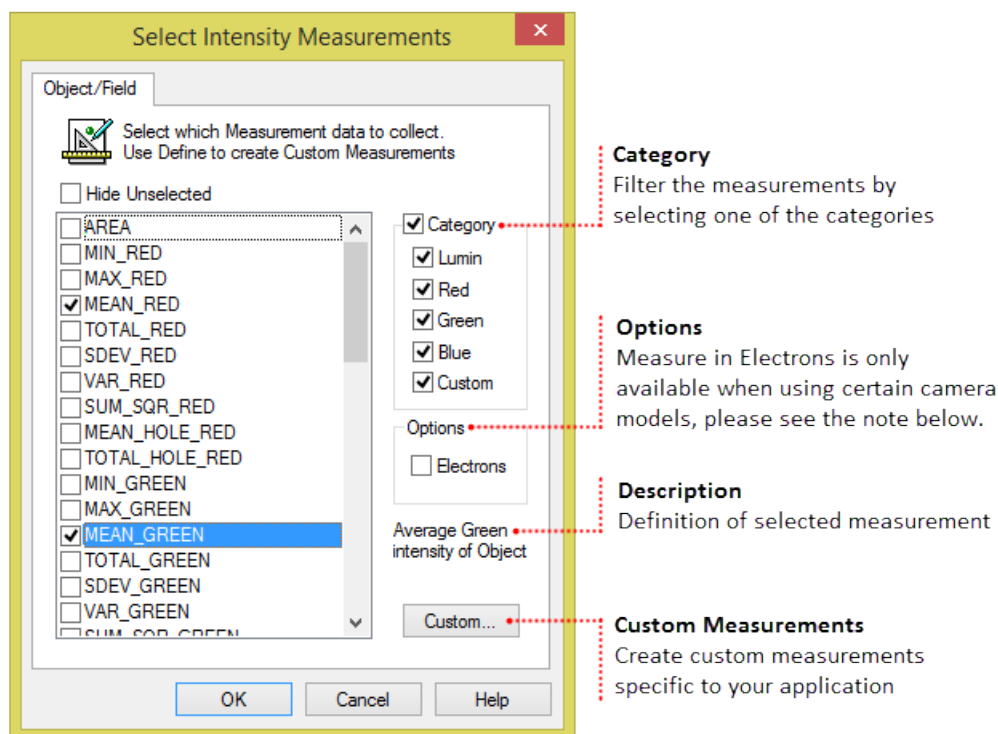 Select Intensity Measurements
Object/Field
Select which Measurement data to collect.
Use Define to create Custom Measurements
Hide Unselected
AREA
MIN_RED
MAX_RED
MEAN_RED
TOTAL_RED
SDEV_RED
VAR_RED
SUM_SQR_RED
MEAN_HOLE_RED
TOTAL_HOLE_RED
MIN_GREEN
MAX_GREEN
MEAN_GREEN
TOTAL_GREEN
SDEV_GREEN
VAR_GREEN
SUM_SQR_GREEN
Category
Lumin
Red
Green
Blue
Custom
Options
Electrons
Average Green
intensity of Object
Custom...
OK
Cancel
Help
Category
Filter the measurements by
selecting one of the categories
Options
Measure in Electrons is only
available when using certain camera
models, please see the note below.
Description
Definition of selected measurement
Custom Measurements
Create custom measurements
specific to your application